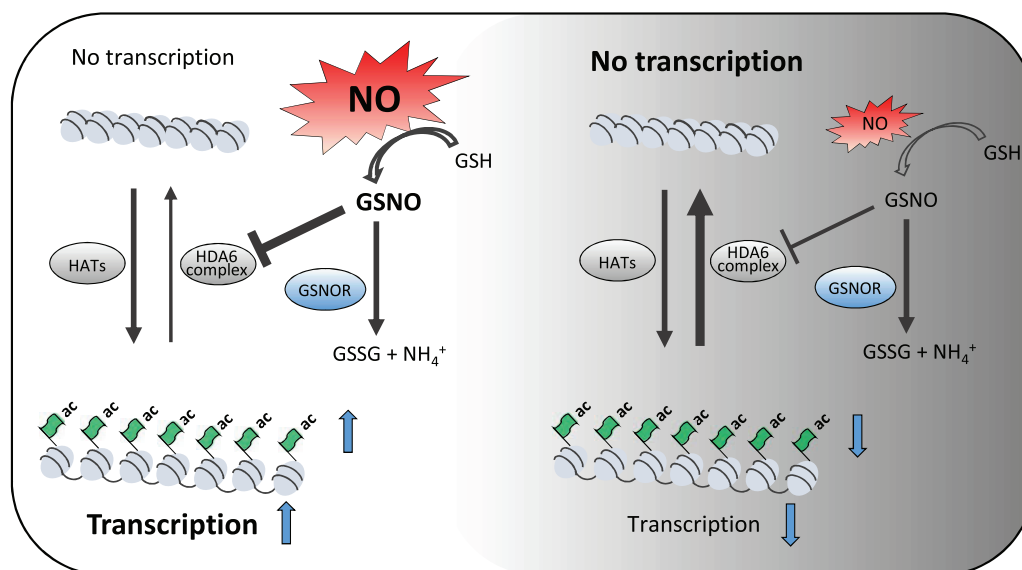 No transcription
NO
GSH
GSNO
HATs
HDA6
complex
GSNOR
GSSG + NH₄⁺
ac
ac
ac
ac
ac
ac
ac
Transcription
No transcription
NO
GSH
GSNO
HATs
HDA6
complex
GSNOR
GSSG + NH₄⁺
ac
ac
ac
ac
ac
ac
ac
Transcription